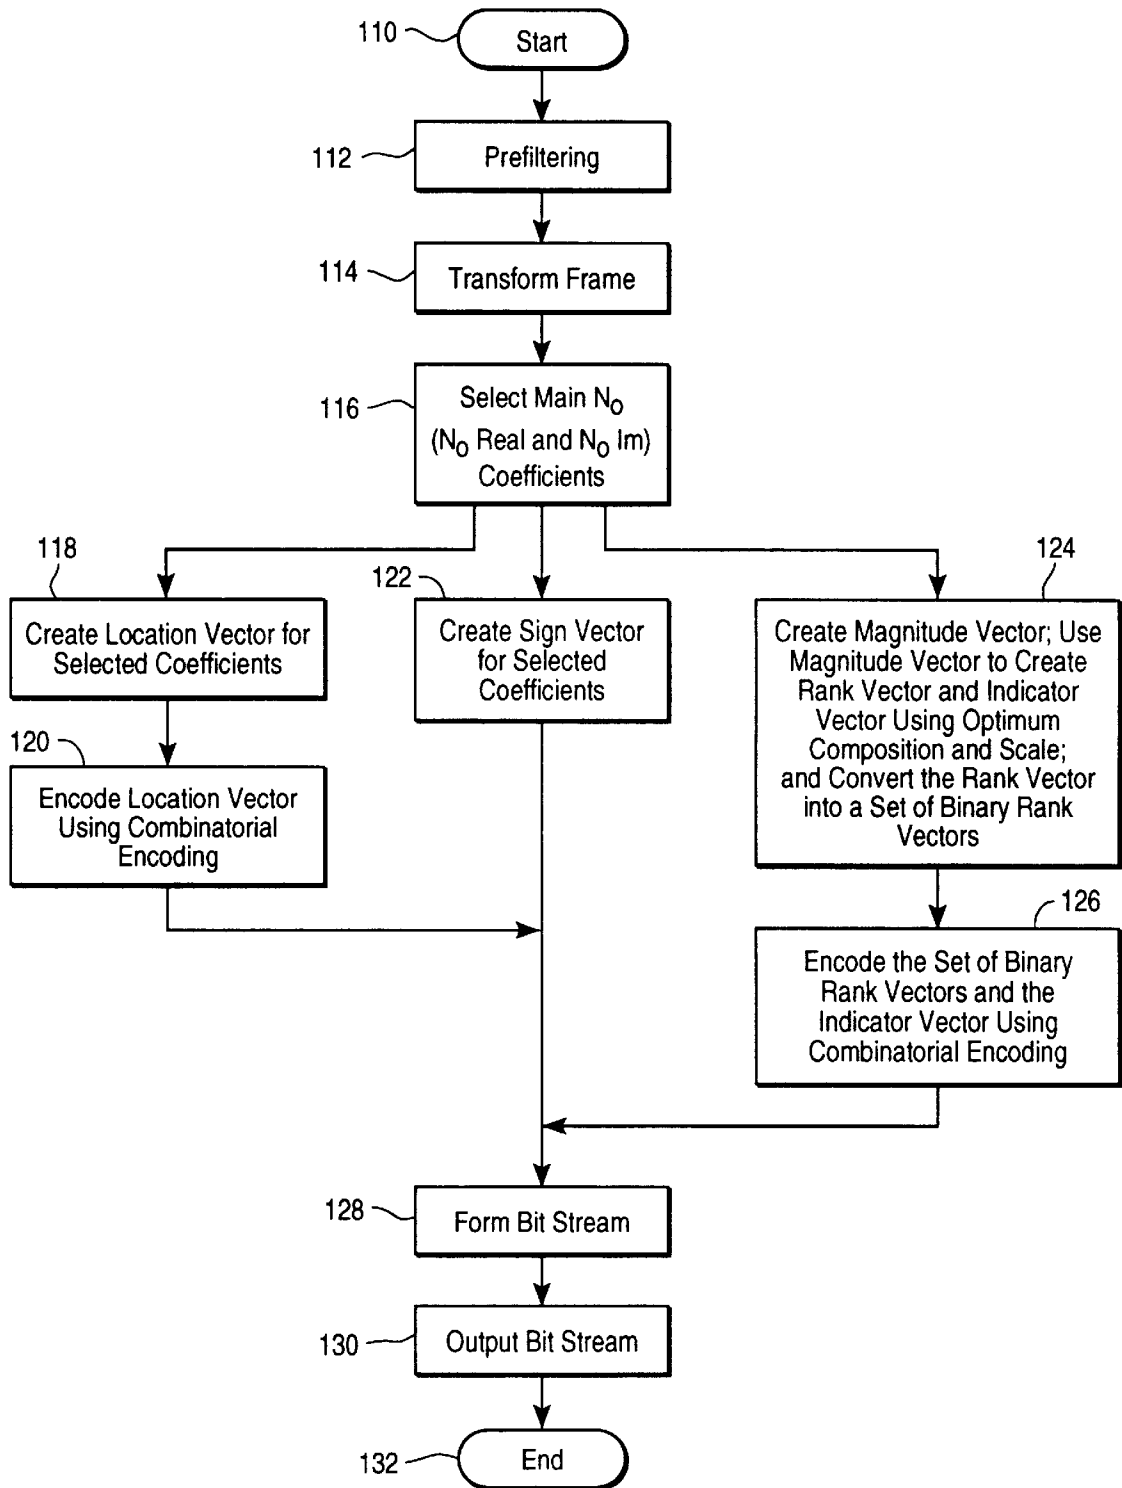 110
Start
112
Prefiltering
114
Transform Frame
116
Select Main N₀
(N₀ Real and N₀ Im)
Coefficients
118
Create Location Vector for
Selected Coefficients
120
Encode Location Vector
Using Combinatorial
Encoding
122
Create Sign Vector
for Selected
Coefficients
124
Create Magnitude Vector; Use
Magnitude Vector to Create
Rank Vector and Indicator
Vector Using Optimum
Composition and Scale;
and Convert the Rank Vector
into a Set of Binary Rank
Vectors
126
Encode the Set of Binary
Rank Vectors and the
Indicator Vector Using
Combinatorial Encoding
128
Form Bit Stream
130
Output Bit Stream
132
End